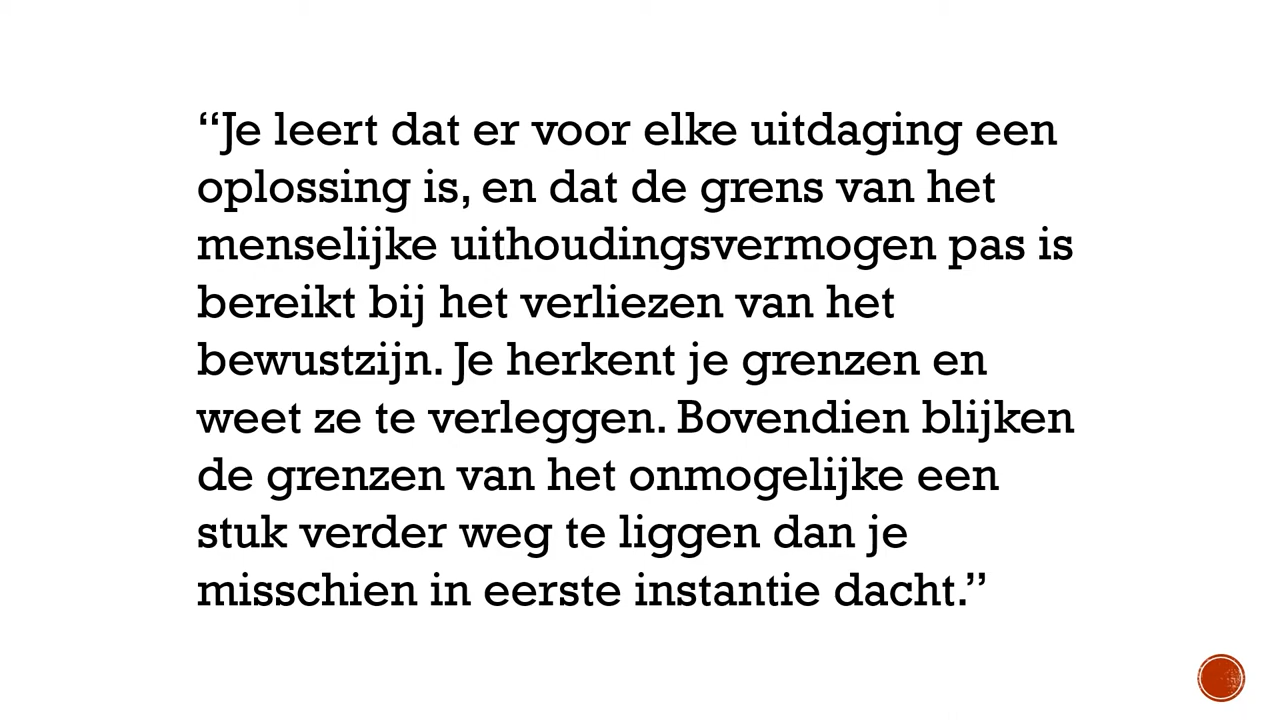 “Je leert dat er voor elke uitdaging een
oplossing is, en dat de grens van het
menselijke uithoudingsvermogen pas is
bereikt bij het verliezen van het
bewustzijn. Je herkent je grenzen en
weet ze te verleggen. Bovendien blijken
de grenzen van het onmogelijke een
stuk verder weg te liggen dan je
misschien in eerste instantie dacht.”